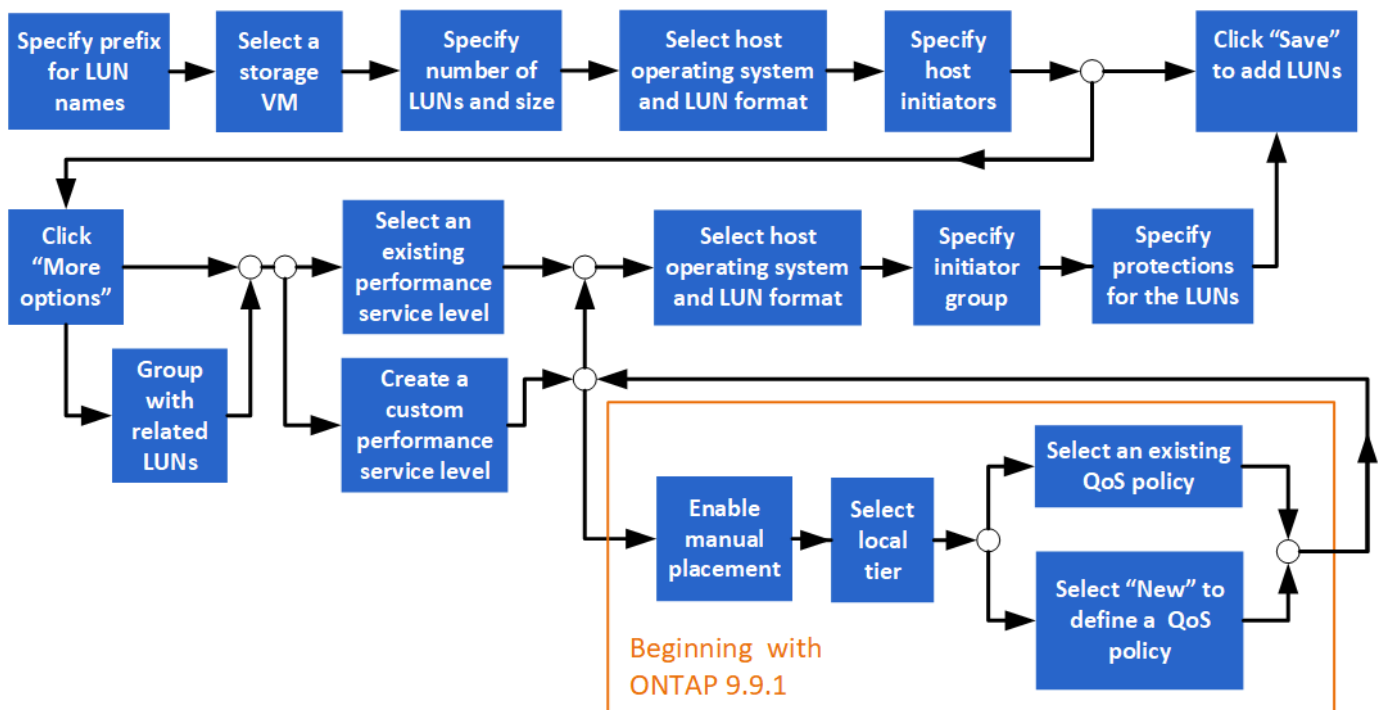 Specify prefix
for LUN
names
Select a
storage
VM
Specify
number of
LUNs and size
Select host
operating system
and LUN format
Specify
host
initiators
Click “Save”
to add LUNs
Click
“More
options”
Group
with
related
LUNs
Select an
existing
performance
service level
Create a
custom
performance
service level
Select host
operating system
and LUN format
Specify
initiator
group
Specify
protections
for the LUNs
Enable
manual
placement
Select
local
tier
Select an existing
QoS policy
Select “New” to
define a QoS
policy
Beginning with
ONTAP 9.9.1